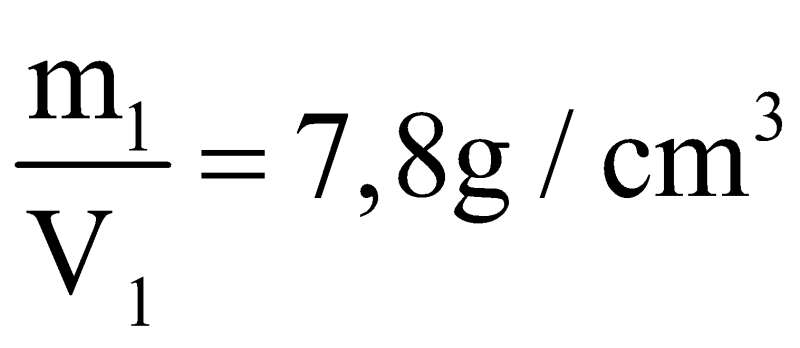 m₁
V₁ = 7,8g / cm³